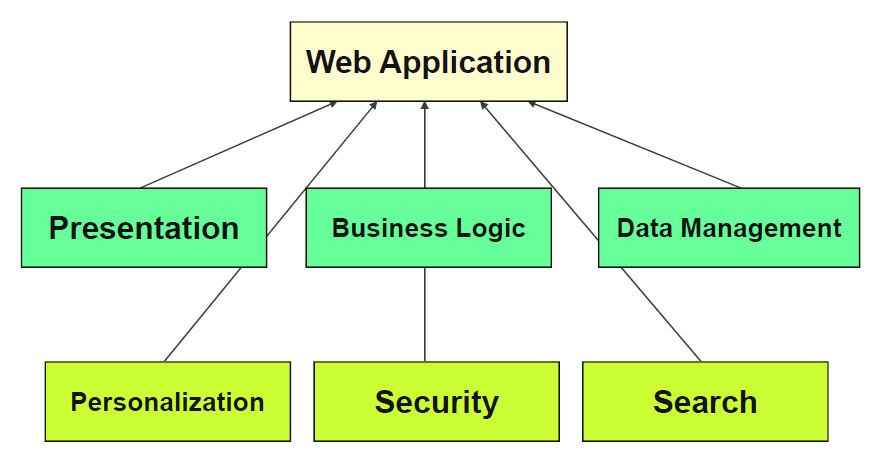 Web Application
Presentation
Business Logic
Data Management
Personalization
Security
Search